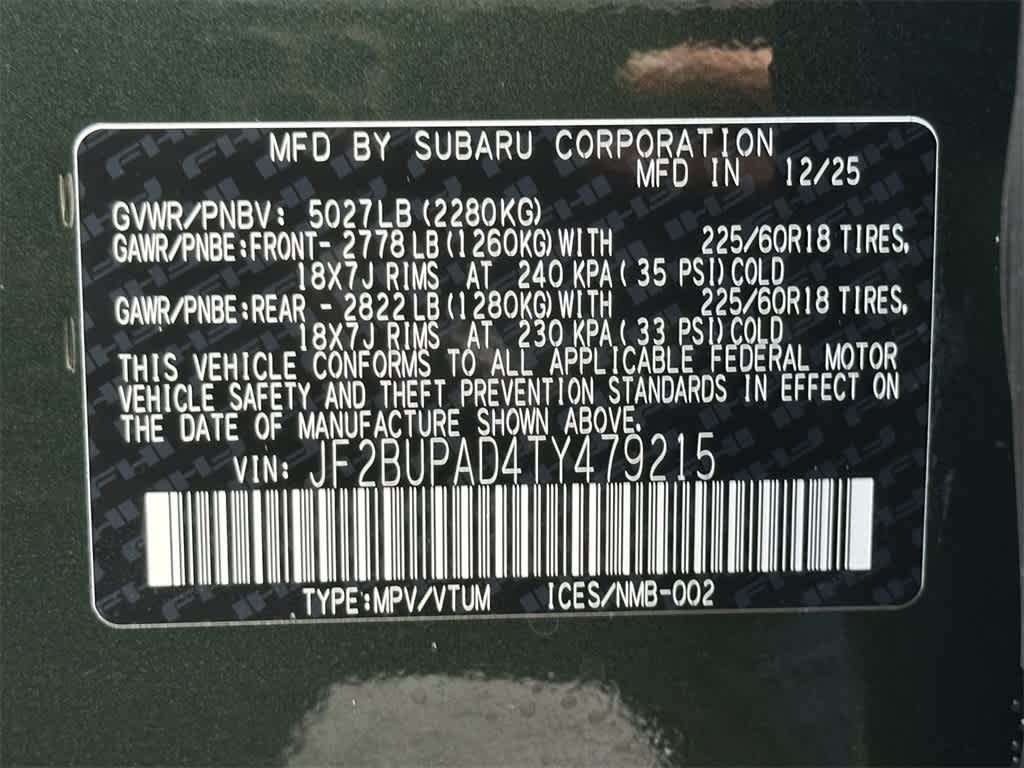 MFD BY SUBARU CORPORATION
MFD IN 12/25
GVWR/PNBV: 5027LB (2280KG)
GAWR/PNBE:FRONT- 2778 LB (1260KG) WITH 225/60R18 TIRES,
18X7J RIMS AT 240 KPA ( 35 PSI) COLD
GAWR/PNBE:REAR - 2822 LB (1280KG) WITH 225/60R18 TIRES,
18X7J RIMS AT 230 KPA ( 33 PSI) COLD
THIS VEHICLE CONFORMS TO ALL APPLICABLE FEDERAL MOTOR
VEHICLE SAFETY AND THEFT PREVENTION STANDARDS IN EFFECT ON
THE DATE OF MANUFACTURE SHOWN ABOVE.
VIN: JF2BUPAD4TY479215
TYPE:MPV/VTUM ICES/NMB-002